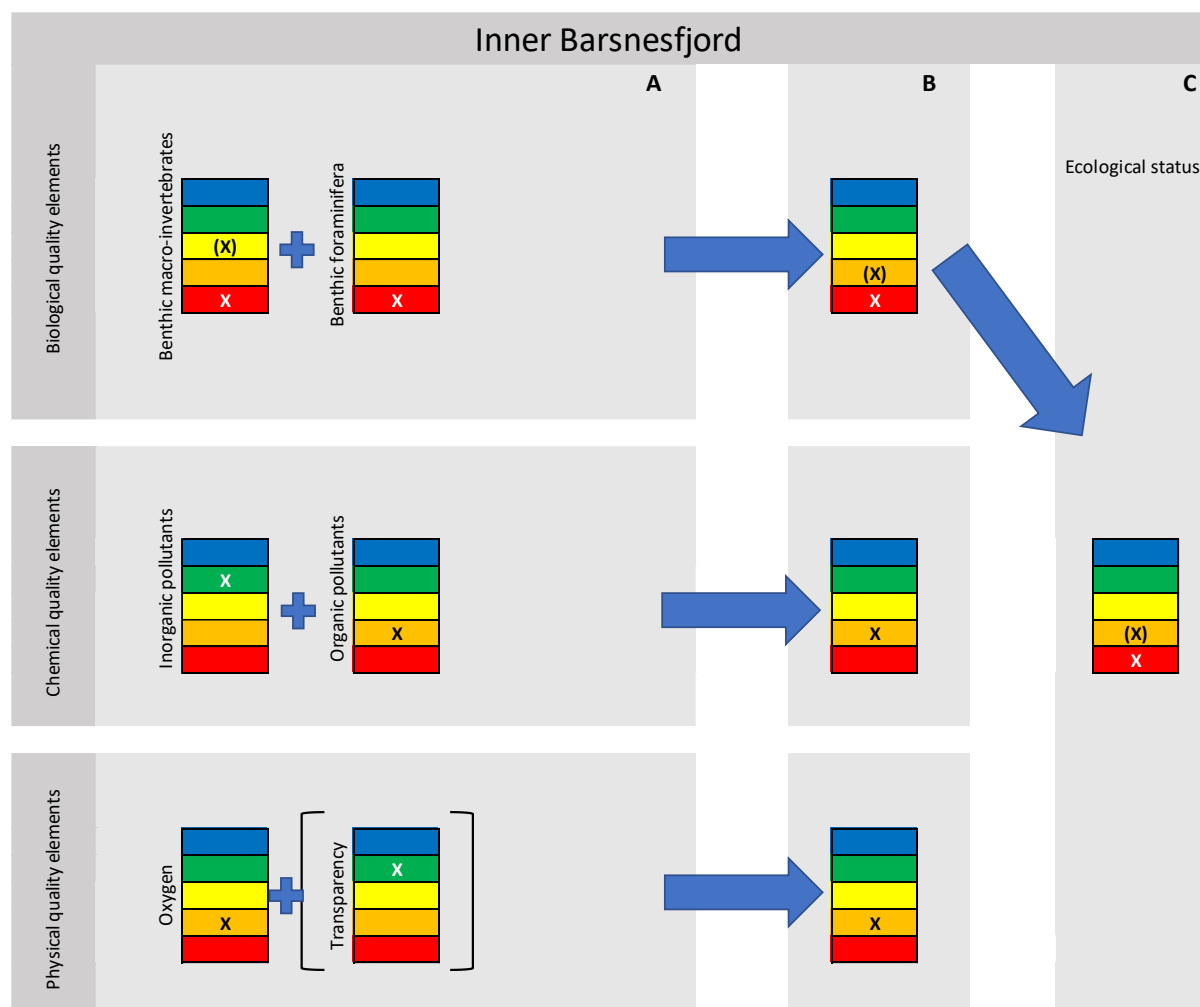 Inner Barsnesfjord
A
B
C
Biological quality elements
Benthic macro-invertebrates
(X)
X
Benthic foraminifera
X
(X)
X
Ecological status
Chemical quality elements
Inorganic pollutants
X
Organic pollutants
X
X
(X)
X
Physical quality elements
Oxygen
X
Transparency
X
X